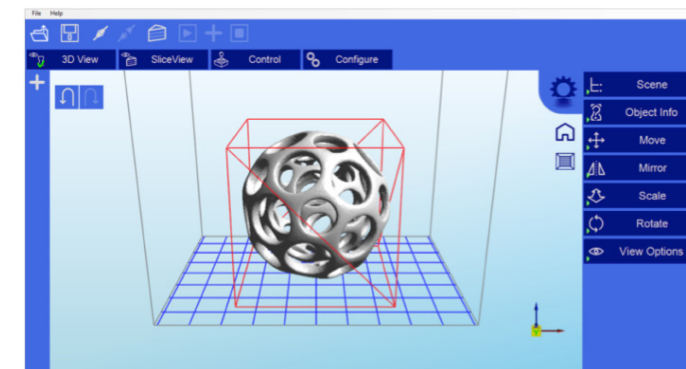 File Help
3D View SliceView Control Configure
Scene
Object Info
Move
Mirror
Scale
Rotate
View Options